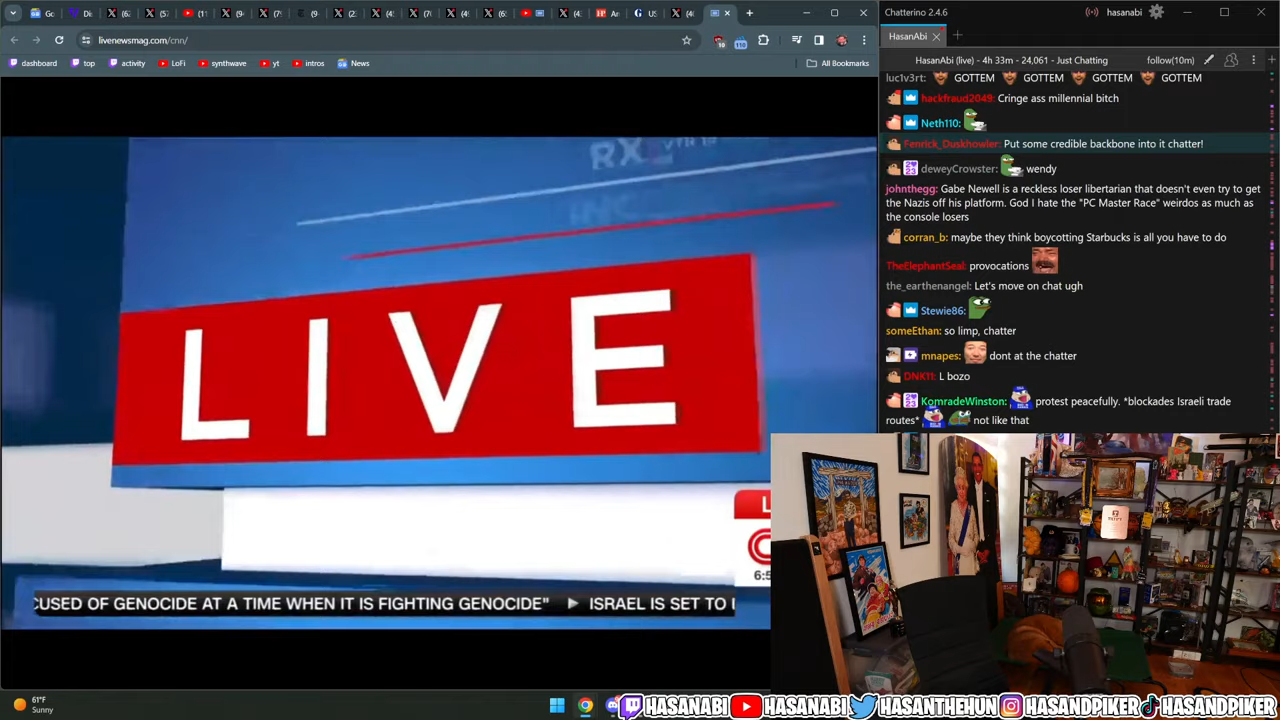 Chatterino 2.4.6
hasanabi
HasanAbi
livenewsmag.com/cnn/
dashboard
top
activity
LoFi
synthwave
yt
intros
News
All Bookmarks
HasanAbi (live) - 4h 33m - 24,061 - Just Chatting
follow(10m)
luc1v3rt: GOTTEM GOTTEM GOTTEM GOTTEM
hackfraud2049: Cringe ass millennial bitch
Neth110:
Fenrick_Duskhowler: Put some credible backbone into it chatter!
deweyCrowster: wendy
johnthegg: Gabe Newell is a reckless loser libertarian that doesn't even try to get
the Nazis off his platform. God I hate the "PC Master Race" weirdos as much as
the console losers
corran_b: maybe they think boycotting Starbucks is all you have to do
TheElephantSeal: provocations
the_earthenangel: Let's move on chat ugh
Stewie86:
someEthan: so limp, chatter
mnapes: dont at the chatter
DNK11: L bozo
KomradeWinston: protest peacefully. *blockades Israeli trade
routes* not like that
LIVE
CUSED OF GENOCIDE AT A TIME WHEN IT IS FIGHTING GENOCIDE" ▶ ISRAEL IS SET TO
61°F
Sunny
HASANABI HASANABI HASANTHEHUN HASANDPIKER HASANDPIKER